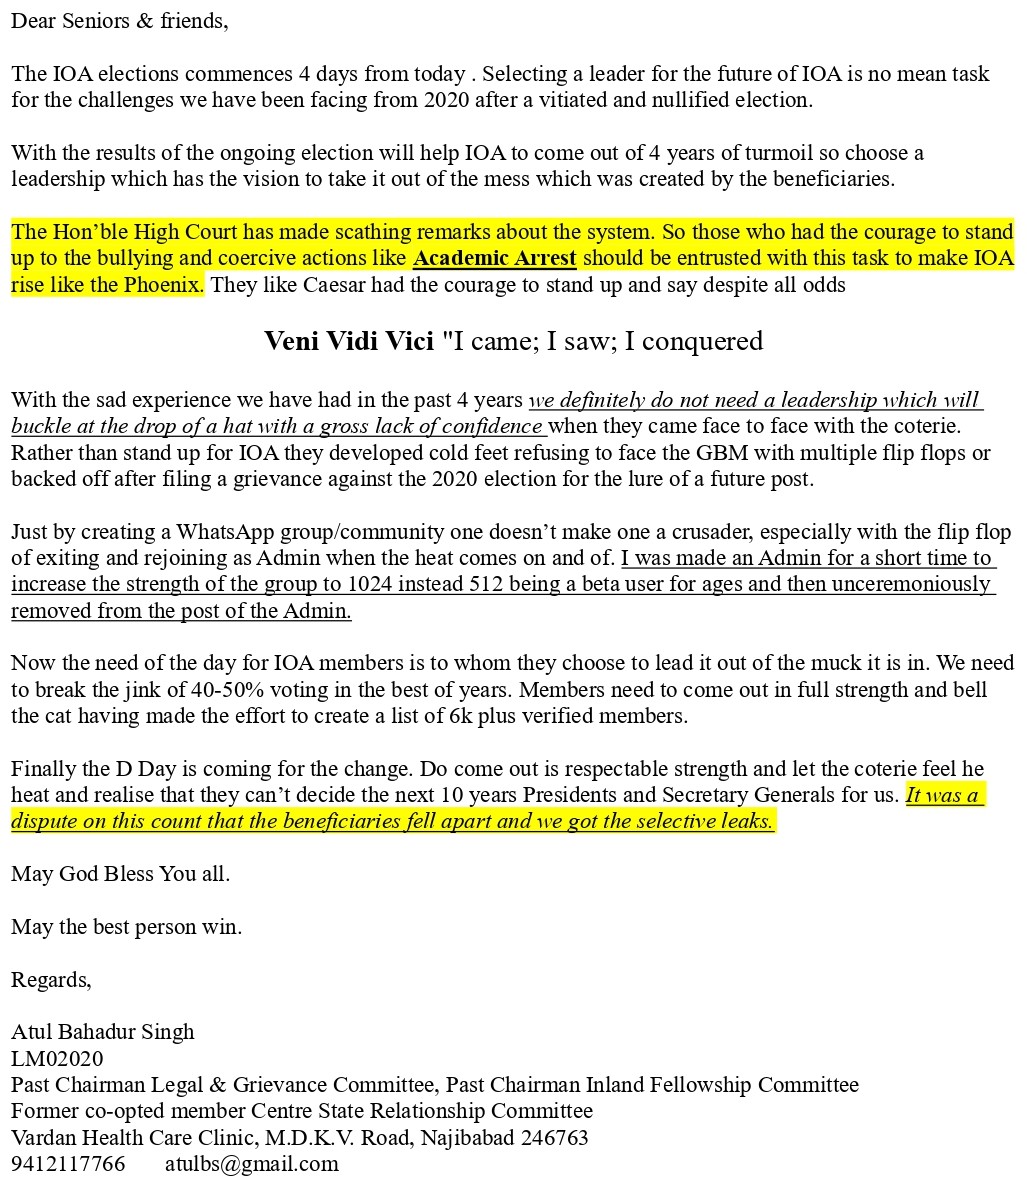 Dear Seniors & friends,
The IOA elections commences 4 days from today . Selecting a leader for the future of IOA is no mean task
for the challenges we have been facing from 2020 after a vitiated and nullified election.
With the results of the ongoing election will help IOA to come out of 4 years of turmoil so choose a
leadership which has the vision to take it out of the mess which was created by the beneficiaries.
The Hon’ble High Court has made scathing remarks about the system. So those who had the courage to stand
up to the bullying and coercive actions like Academic Arrest should be entrusted with this task to make IOA
rise like the Phoenix. They like Caesar had the courage to stand up and say despite all odds
Veni Vidi Vici "I came; I saw; I conquered
With the sad experience we have had in the past 4 years we definitely do not need a leadership which will
buckle at the drop of a hat with a gross lack of confidence when they came face to face with the coterie.
Rather than stand up for IOA they developed cold feet refusing to face the GBM with multiple flip flops or
backed off after filing a grievance against the 2020 election for the lure of a future post.
Just by creating a WhatsApp group/community one doesn’t make one a crusader, especially with the flip flop
of exiting and rejoining as Admin when the heat comes on and of. I was made an Admin for a short time to
increase the strength of the group to 1024 instead 512 being a beta user for ages and then unceremoniously
removed from the post of the Admin.
Now the need of the day for IOA members is to whom they choose to lead it out of the muck it is in. We need
to break the jink of 40-50% voting in the best of years. Members need to come out in full strength and bell
the cat having made the effort to create a list of 6k plus verified members.
Finally the D Day is coming for the change. Do come out is respectable strength and let the coterie feel he
heat and realise that they can’t decide the next 10 years Presidents and Secretary Generals for us. It was a
dispute on this count that the beneficiaries fell apart and we got the selective leaks.
May God Bless You all.
May the best person win.
Regards,
Atul Bahadur Singh
LM02020
Past Chairman Legal & Grievance Committee, Past Chairman Inland Fellowship Committee
Former co-opted member Centre State Relationship Committee
Vardan Health Care Clinic, M.D.K.V. Road, Najibabad 246763
9412117766 atulbs@gmail.com